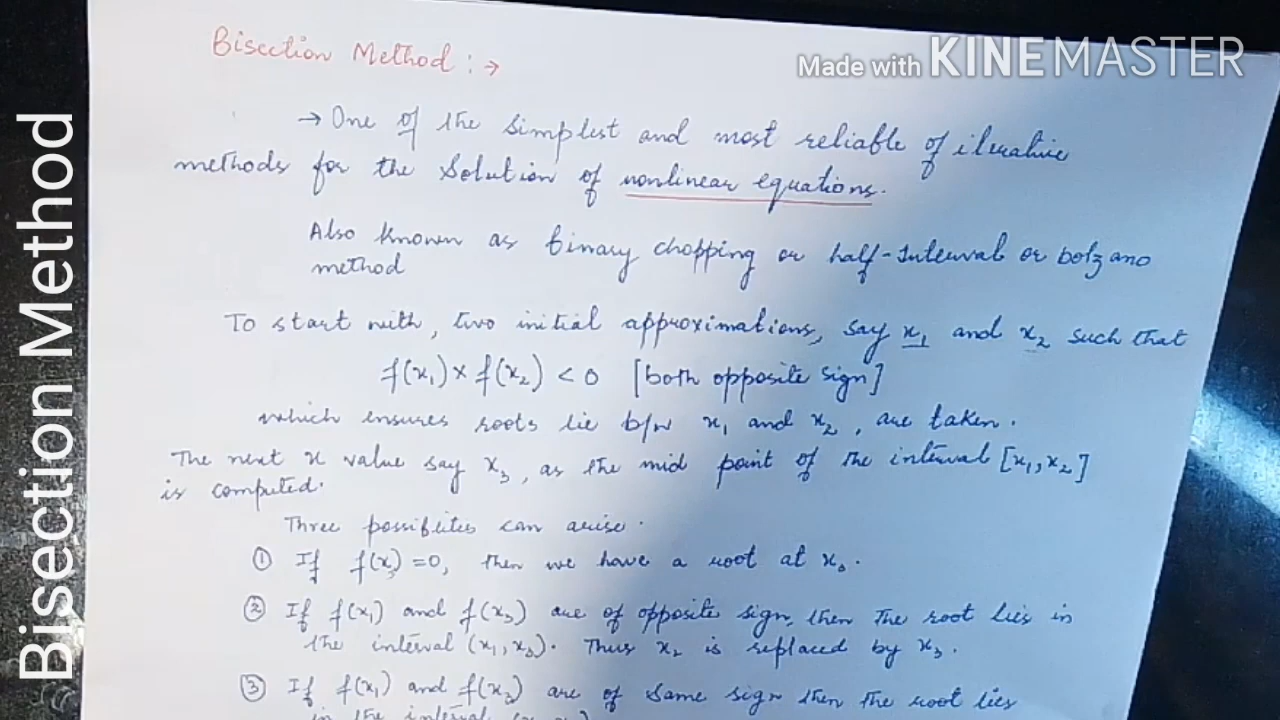 Bisection Method
Made with KINEMASTER
Bisection Method :→
→ One of the simplest and most reliable of iterative
methods for the solution of nonlinear equations.
Also known as binary chopping or half-interval or bolzano
method
To start with, two initial approximations, say x₁ and x₂ such that
f(x₁) × f(x₂) < 0 [both opposite sign]
which ensures roots lie b/w x₁ and x₂, are taken.
The next x value say x₃, as the mid point of the interval [x₁, x₂]
is computed.
Three possiblities can arise.
① If f(x₃) = 0, then we have a root at x₃.
② If f(x₁) and f(x₃) are of opposite sign, then the root lies in
the interval (x₁, x₃). Thus x₂ is replaced by x₃.
③ If f(x₁) and f(x₃) are of same sign then the root lies
in the interval